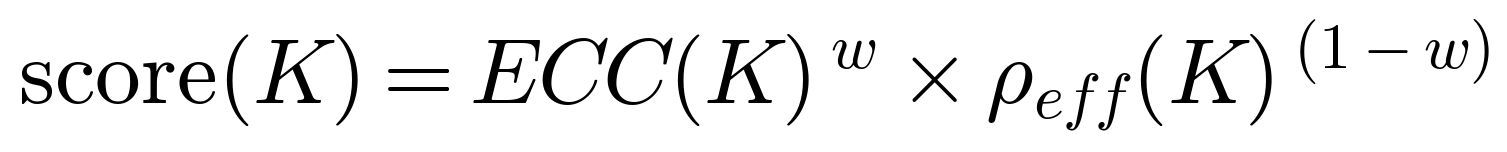 score(K) = ECC(K)^w × ρ_eff(K)^(1 − w)